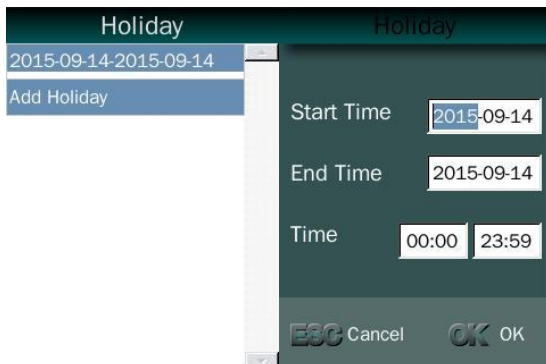 Holiday
2015-09-14-2015-09-14
Add Holiday
Holiday
Start Time 2015-09-14
End Time 2015-09-14
Time 00:00 23:59
ESC Cancel OK OK